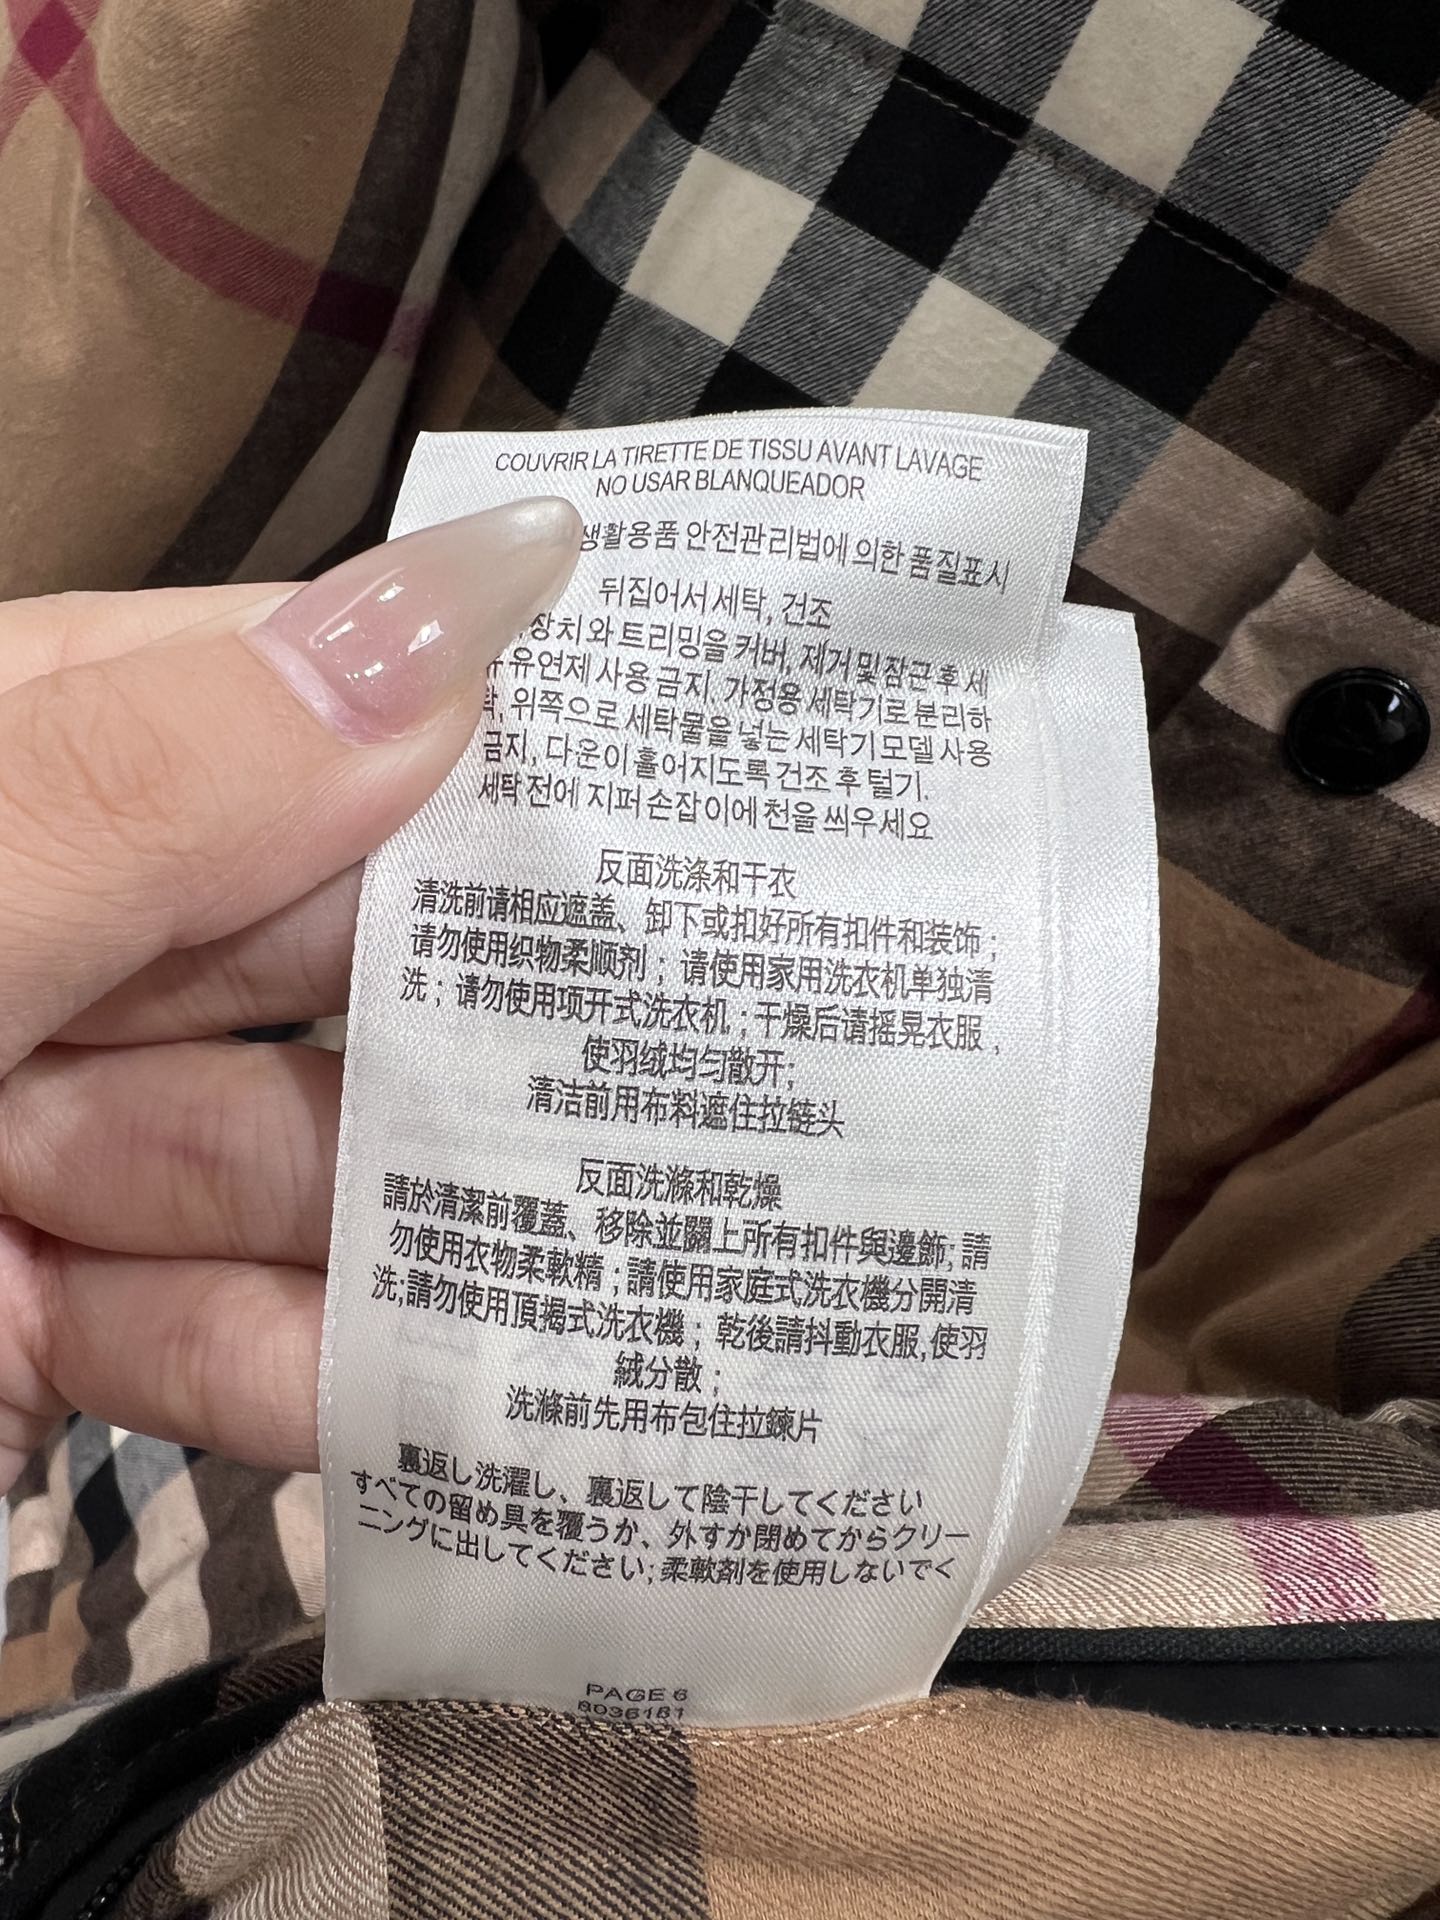 COUVRIR LA TIRETTE DE TISSU AVANT LAVAGE
NO USAR BLANQUEADOR
생활용품 안전관리법에 의한 품질표시
뒤집어서 세탁, 건조
장치와 트리밍을 커버, 제거및잠근후 세
유연제 사용 금지, 가정용 세탁기로 분리하
탁, 위쪽으로 세탁물을 넣는 세탁기 모델 사용
금지, 다운이 흩어지도록 건조 후 털기.
세탁 전에 지퍼 손잡이에 천을 씌우세요
反面洗涤和干衣
清洗前请相应遮盖、卸下或扣好所有扣件和装饰;
请勿使用织物柔顺剂; 请使用家用洗衣机单独清
洗; 请勿使用项开式洗衣机; 干燥后请摇晃衣服,
使羽绒均匀散开;
清洁前用布料遮住拉链头
反面洗滌和乾燥
請於清潔前覆蓋、移除並關上所有扣件與邊飾; 請
勿使用衣物柔軟精; 請使用家庭式洗衣機分開清
洗; 請勿使用頂揭式洗衣機; 乾後請抖動衣服, 使羽
絨分散;
洗滌前先用布包住拉鍊片
裏返し洗濯し、裏返して陰干してください
すべての留め具を覆うか、外すか閉めてからクリー
ニングに出してください; 柔軟剤を使用しないでく
PAGE 6
8036181